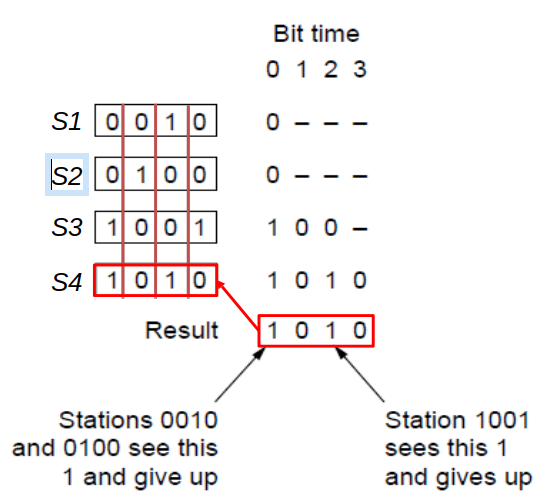 Bit time
0 1 2 3
S1 0 0 1 0 0 – – –
S2 0 1 0 0 0 – – –
S3 1 0 0 1 1 0 0 –
S4 1 0 1 0 1 0 1 0
Result 1 0 1 0
Stations 0010 Station 1001
and 0100 see this sees this 1
1 and give up and gives up